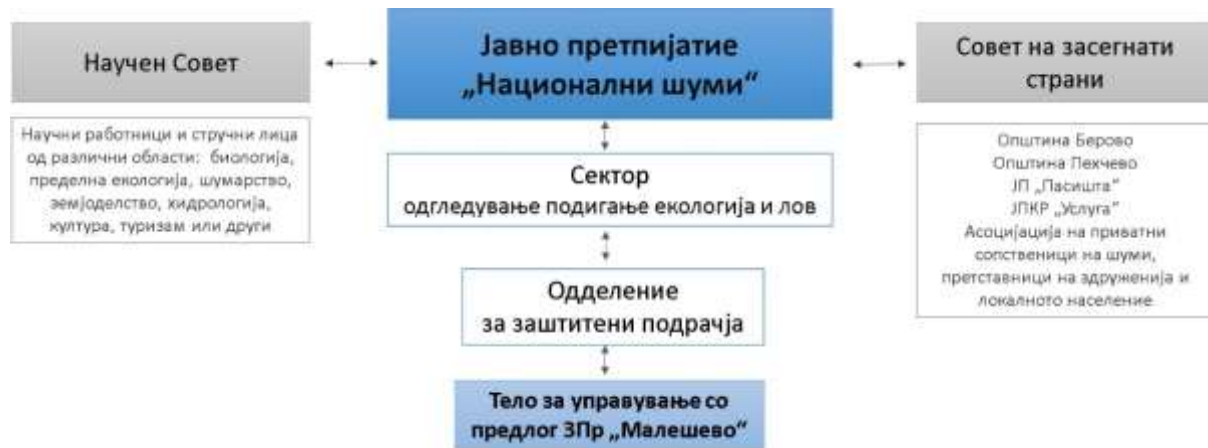 Научен Совет
Научни работници и стручни лица
од различни области: биологија,
пределна екологија, шумарство,
земјоделство, хидрологија,
култура, туризам или други
Јавно претпијатие
„Национални шуми“
Сектор
одгледување подигање екологија и лов
Одделение
за заштитени подрачја
Тело за управување со
предлог ЗПр „Малешево“
Совет на засегнати
страни
Општина Берово
Општина Пехчево
ЈП „Пасишта“
ЈПКР „Услуга“
Асоцијација на приватни
сопственици на шуми,
претставници на здруженија и
локалното население